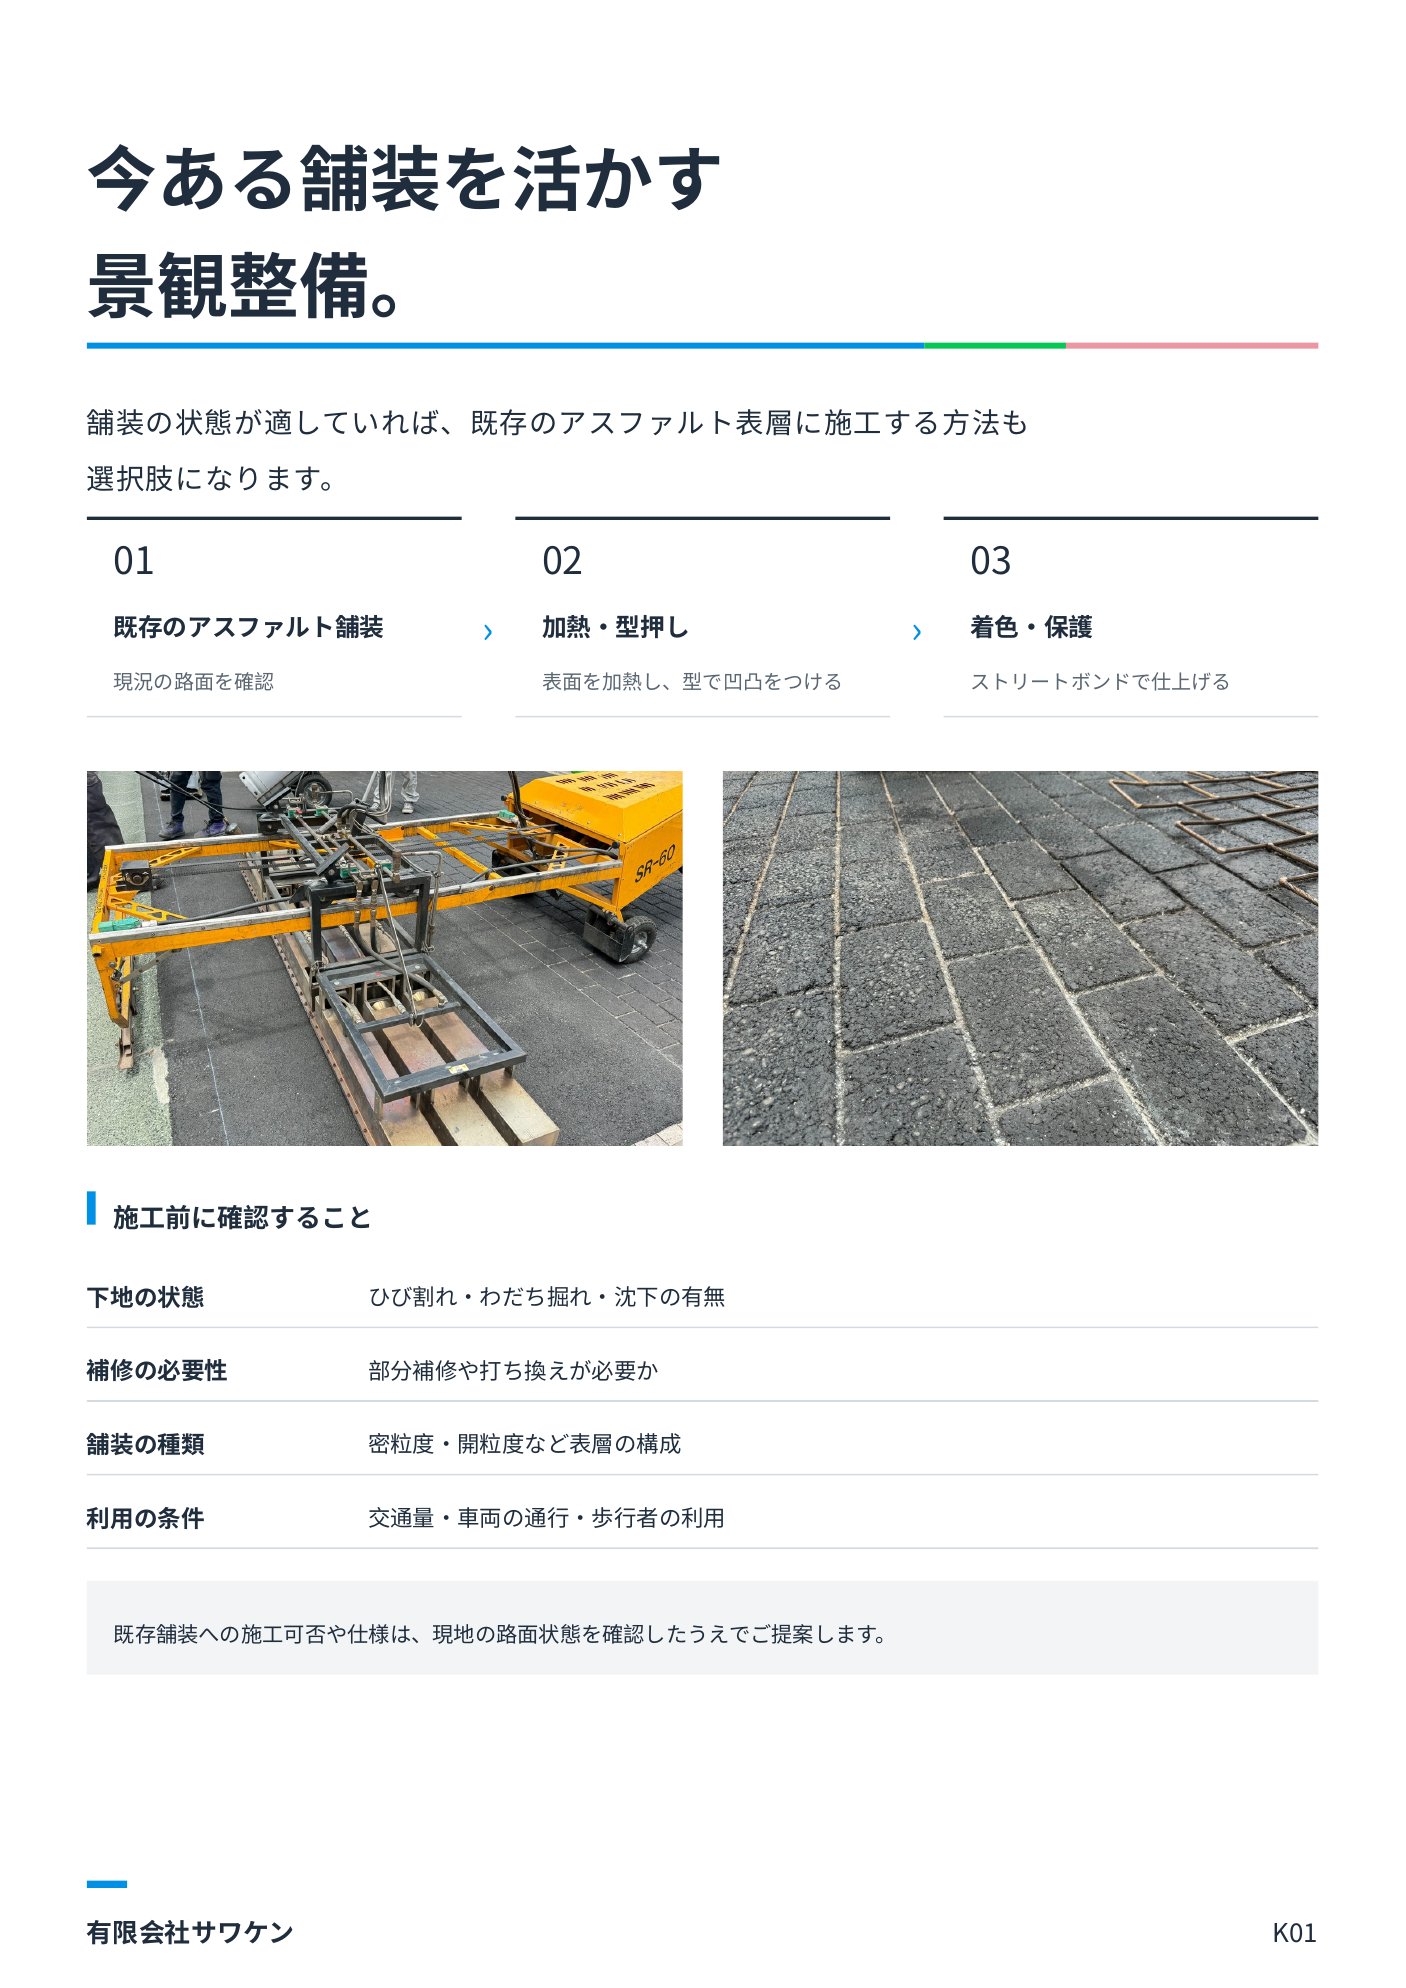 今ある舗装を活かす
景観整備。
舗装の状態が適していれば、既存のアスファルト表層に施工する方法も
選択肢になります。
01
既存のアスファルト舗装
現況の路面を確認
›
02
加熱・型押し
表面を加熱し、型で凹凸をつける
›
03
着色・保護
ストリートボンドで仕上げる
SR-60
施工前に確認すること
下地の状態 ひび割れ・わだち掘れ・沈下の有無
補修の必要性 部分補修や打ち換えが必要か
舗装の種類 密粒度・開粒度など表層の構成
利用の条件 交通量・車両の通行・歩行者の利用
既存舗装への施工可否や仕様は、現地の路面状態を確認したうえでご提案します。
有限会社サワケン
K01